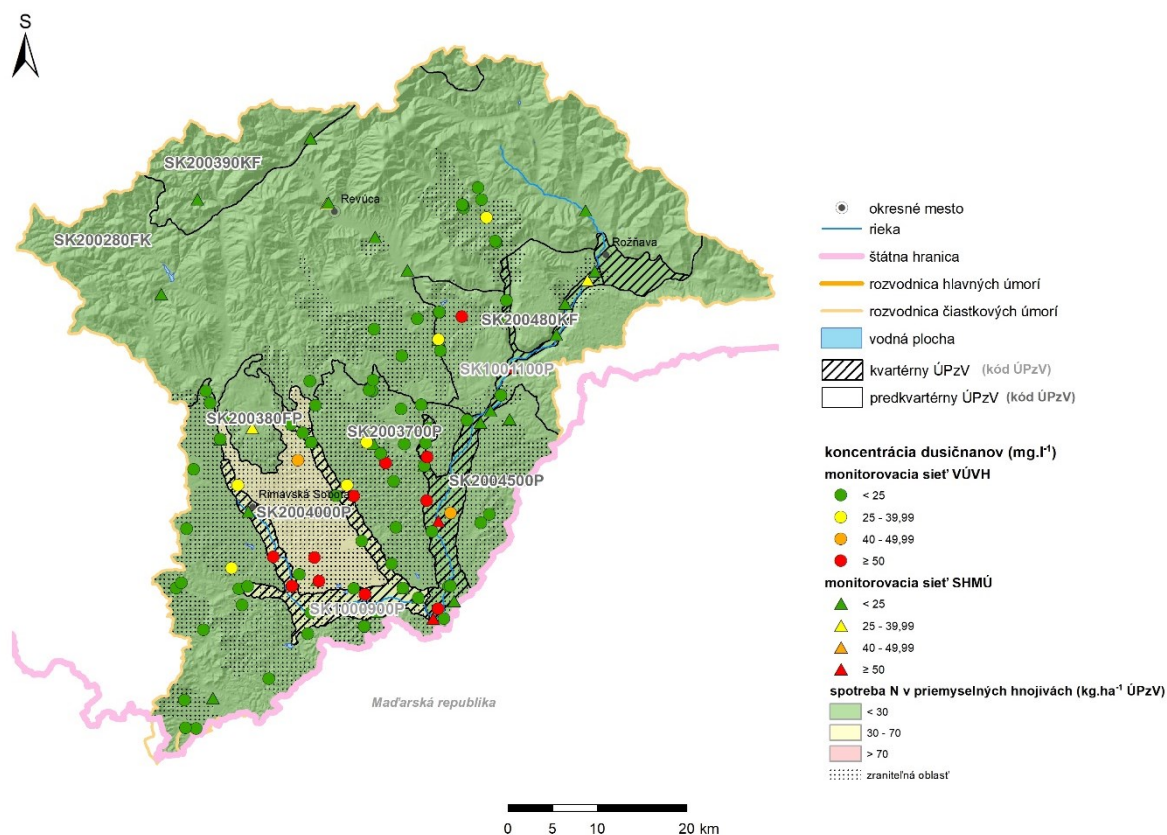 S
SK200390KF
Revúca
SK200280FK
Rožňava
SK200480KF
SK1001100P
SK200380FP
SK2003700P
SK2004500P
Rimavská Sobota
SK2004000P
SK1000900P
Maďarská republika
0 5 10 20 km
okresné mesto
rieka
štátna hranica
rozvodnica hlavných úmorí
rozvodnica čiastkových úmorí
vodná plocha
kvartérny ÚPzV (kód ÚPzV)
predkvartérny ÚPzV (kód ÚPzV)
koncentrácia dusičnanov (mg.l⁻¹)
monitorovacia sieť VÚVH
< 25
25 - 39,99
40 - 49,99
≥ 50
monitorovacia sieť SHMÚ
< 25
25 - 39,99
40 - 49,99
≥ 50
spotreba N v priemyselných hnojivách (kg.ha⁻¹ ÚPzV)
< 30
30 - 70
> 70
zraniteľná oblasť